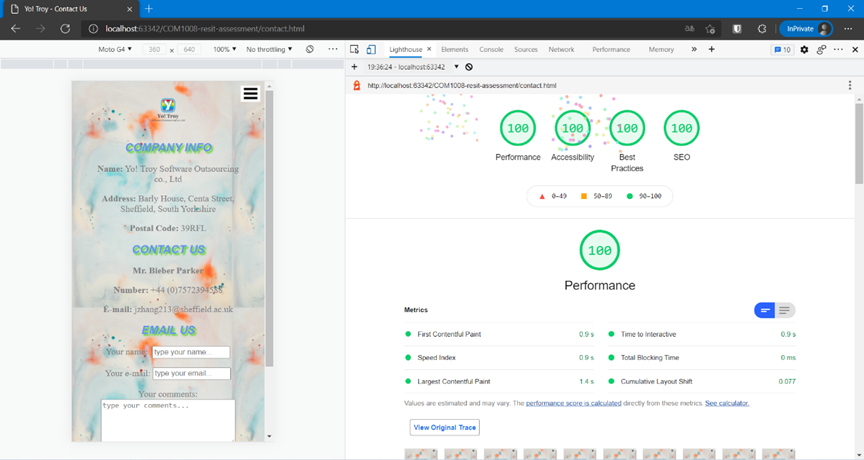 Yo! Troy - Contact Us
localhost:63342/COM1008-resit-assessment/contact.html
InPrivate
Moto G4
360 × 640
100%
No throttling
Lighthouse
Elements
Console
Sources
Network
Performance
Memory
10
19:36:24 - localhost:63342
http://localhost:63342/COM1008-resit-assessment/contact.html
Yo! Troy
COMPANY INFO
Name: Yo! Troy Software Outsourcing
co., Ltd
Address: Barly House, Centa Street,
Sheffield, South Yorkshire
Postal Code: 39RFL
CONTACT US
Mr. Bieber Parker
Number: +44 (0)7572394558
E-mail: jzhang213@sheffield.ac.uk
EMAIL US
Your name: type your name...
Your e-mail: type your email...
Your comments:
type your comments...
100 100 100 100
Performance Accessibility Best Practices SEO
0–49 50–89 90–100
100
Performance
Metrics
First Contentful Paint 0.9 s
Time to Interactive 0.9 s
Speed Index 0.9 s
Total Blocking Time 0 ms
Largest Contentful Paint 1.4 s
Cumulative Layout Shift 0.077
Values are estimated and may vary. The performance score is calculated directly from these metrics. See calculator.
View Original Trace